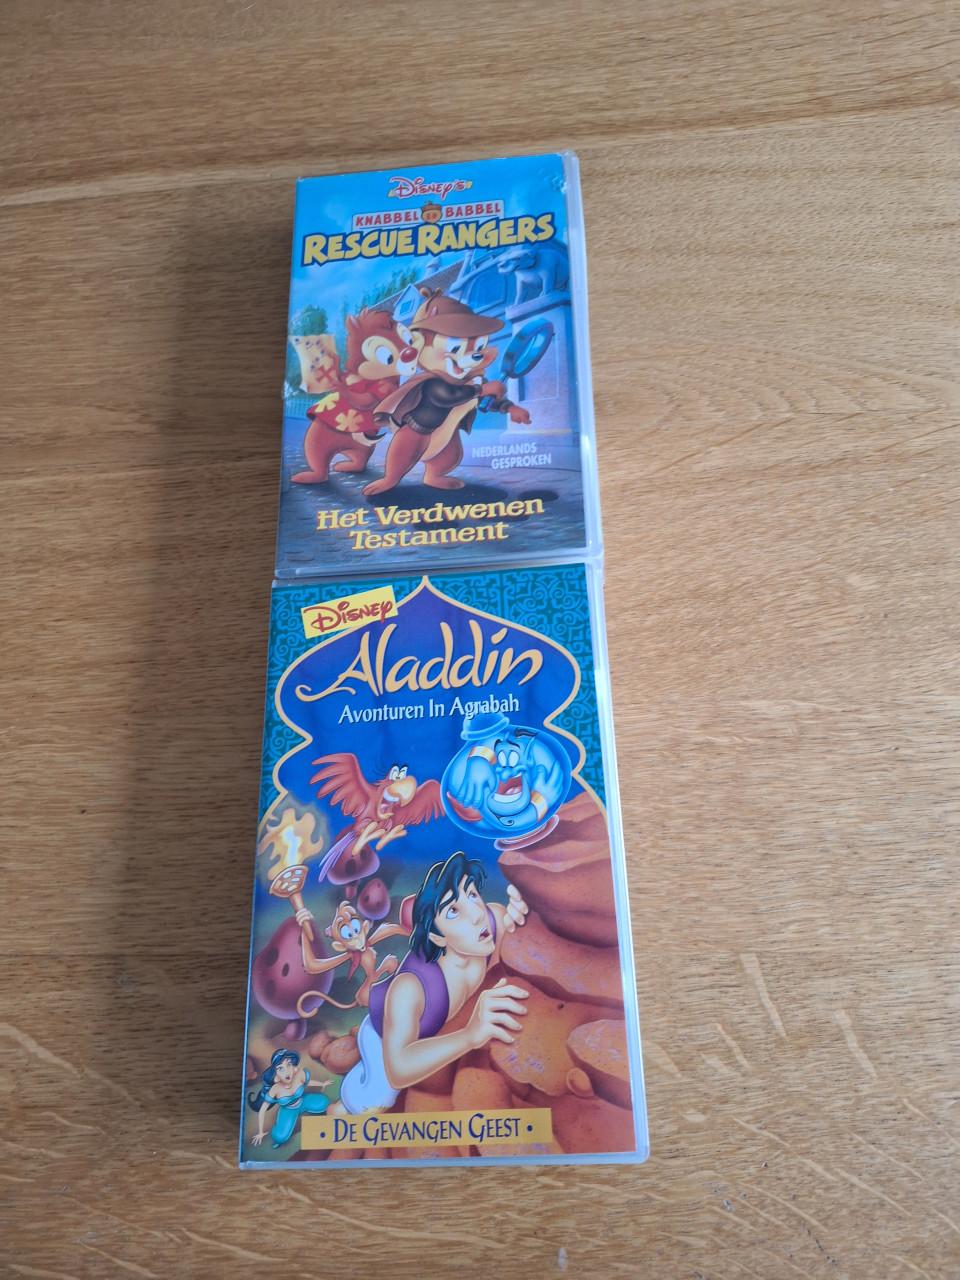 DISNEY'S
KNABBEL EN BABBEL
RESCUE RANGERS
NEDERLANDS
GESPROKEN
Het Verdwenen
Testament
DISNEY
Aladdin
Avonturen In Agrabah
• DE GEVANGEN GEEST •